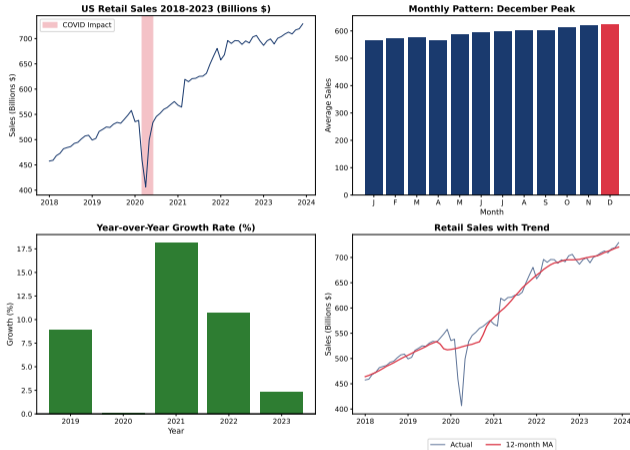 US Retail Sales 2018-2023 (Billions $)
COVID Impact
Sales (Billions $)
700
650
600
550
500
450
400
2018 2019 2020 2021 2022 2023 2024
Monthly Pattern: December Peak
Average Sales
600
500
400
300
200
100
0
J F M A M J J A S O N D
Month
Year-over-Year Growth Rate (%)
Growth (%)
17.5
15.0
12.5
10.0
7.5
5.0
2.5
0.0
2019 2020 2021 2022 2023
Year
Retail Sales with Trend
Sales (Billions $)
700
650
600
550
500
450
400
2018 2019 2020 2021 2022 2023 2024
Actual 12-month MA